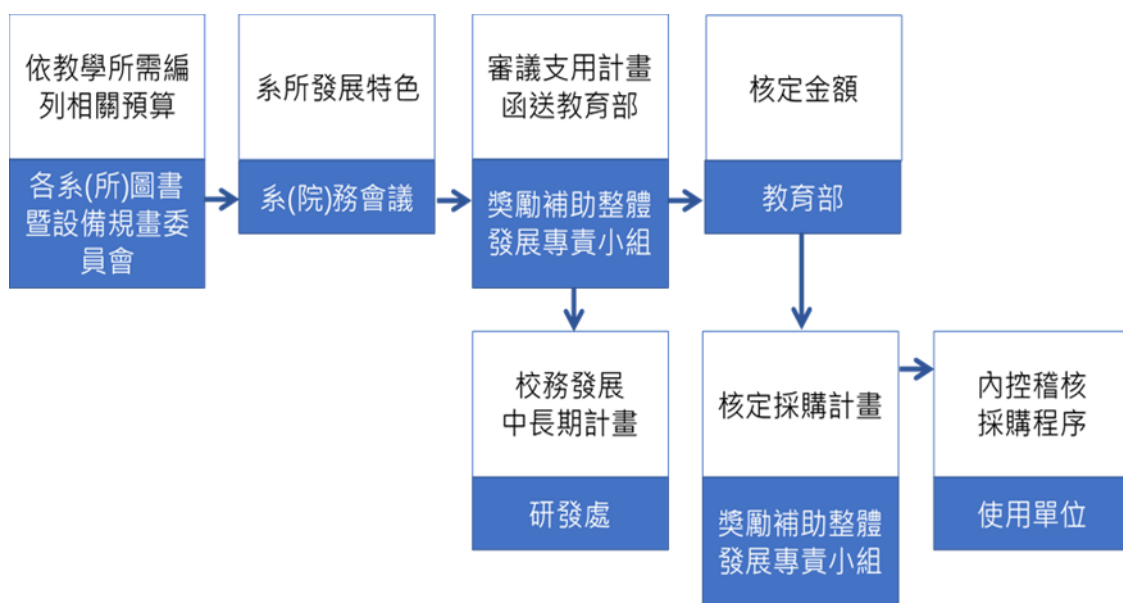 依教學所需編
列相關預算
各系(所)圖書
暨設備規畫委
員會
系所發展特色
系(院)務會議
審議支用計畫
函送教育部
獎勵補助整體
發展專責小組
核定金額
教育部
校務發展
中長期計畫
研發處
核定採購計畫
獎勵補助整體
發展專責小組
內控稽核
採購程序
使用單位